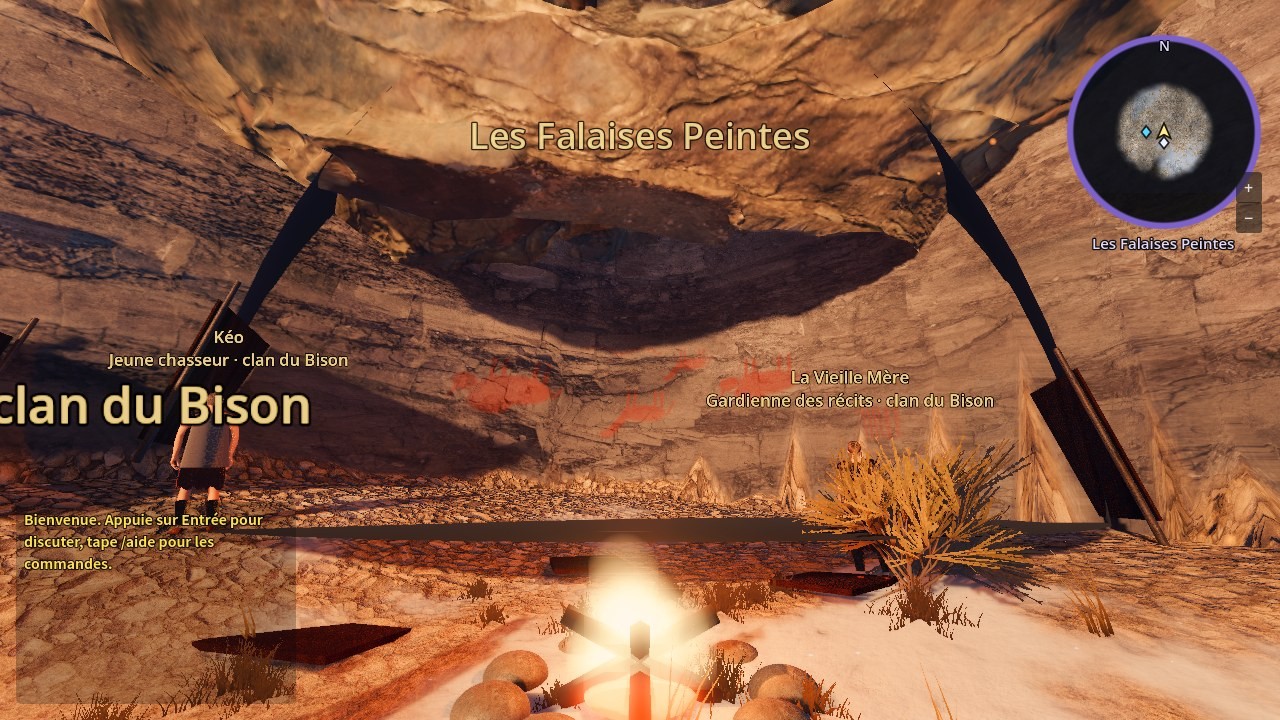 N
Les Falaises Peintes
+
−
Les Falaises Peintes
Kéo
Jeune chasseur · clan du Bison
clan du Bison
La Vieille Mère
Gardienne des récits · clan du Bison
Bienvenue. Appuie sur Entrée pour
discuter, tape /aide pour les
commandes.